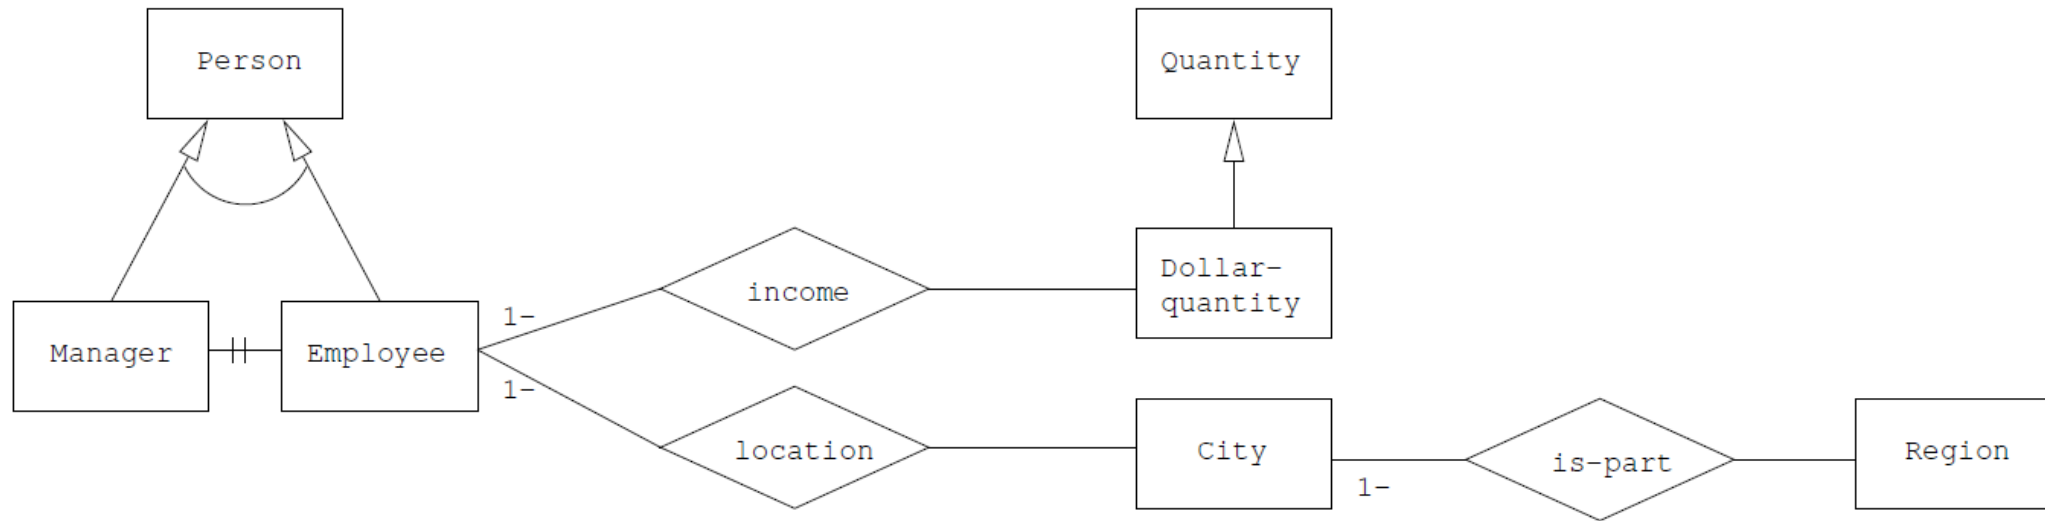 Person
Quantity
Dollar-
quantity
income
1-
Manager
Employee
1-
location
City
is-part
Region
1-